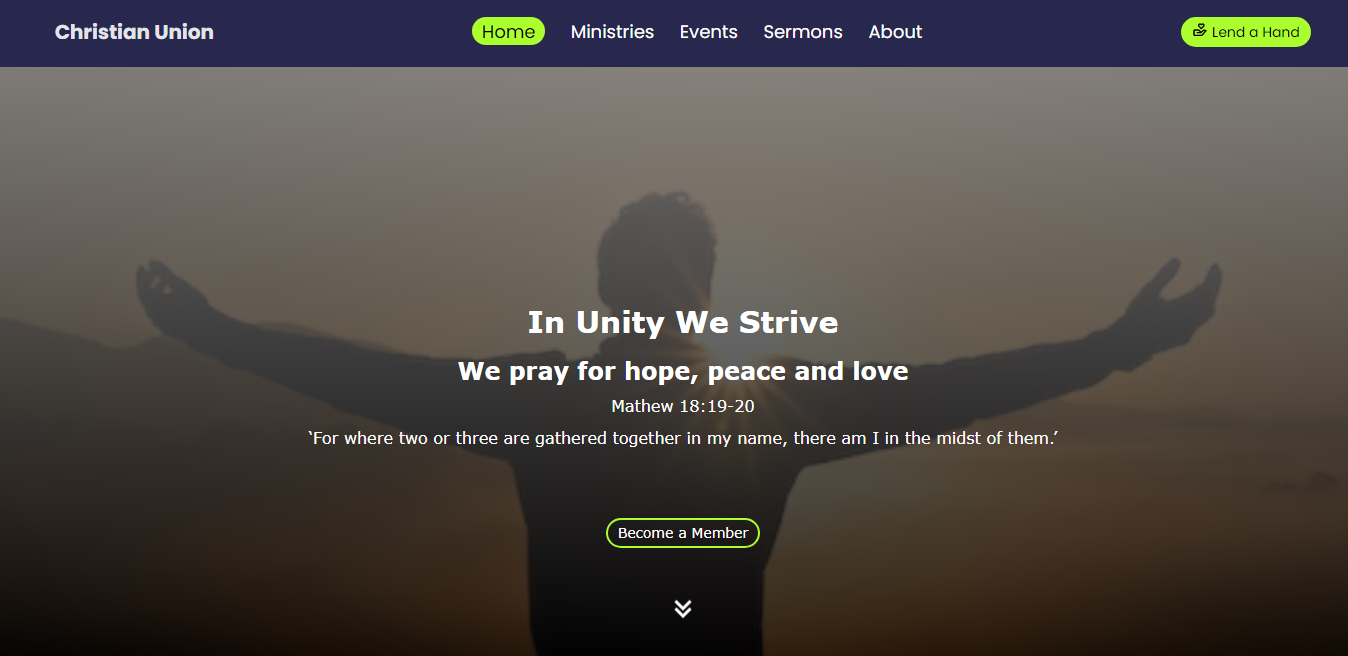 Christian Union
Home Ministries Events Sermons About
Lend a Hand
In Unity We Strive
We pray for hope, peace and love
Mathew 18:19-20
‘For where two or three are gathered together in my name, there am I in the midst of them.’
Become a Member